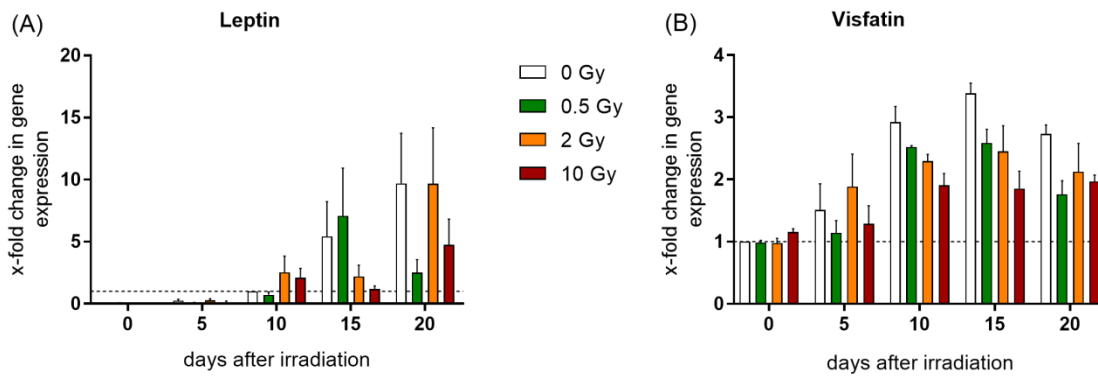 (A)
Leptin
x-fold change in gene
expression
20
15
10
5
0
0
5
10
15
20
days after irradiation
0 Gy
0.5 Gy
2 Gy
10 Gy
(B)
Visfatin
x-fold change in gene
expression
4
3
2
1
0
0
5
10
15
20
days after irradiation